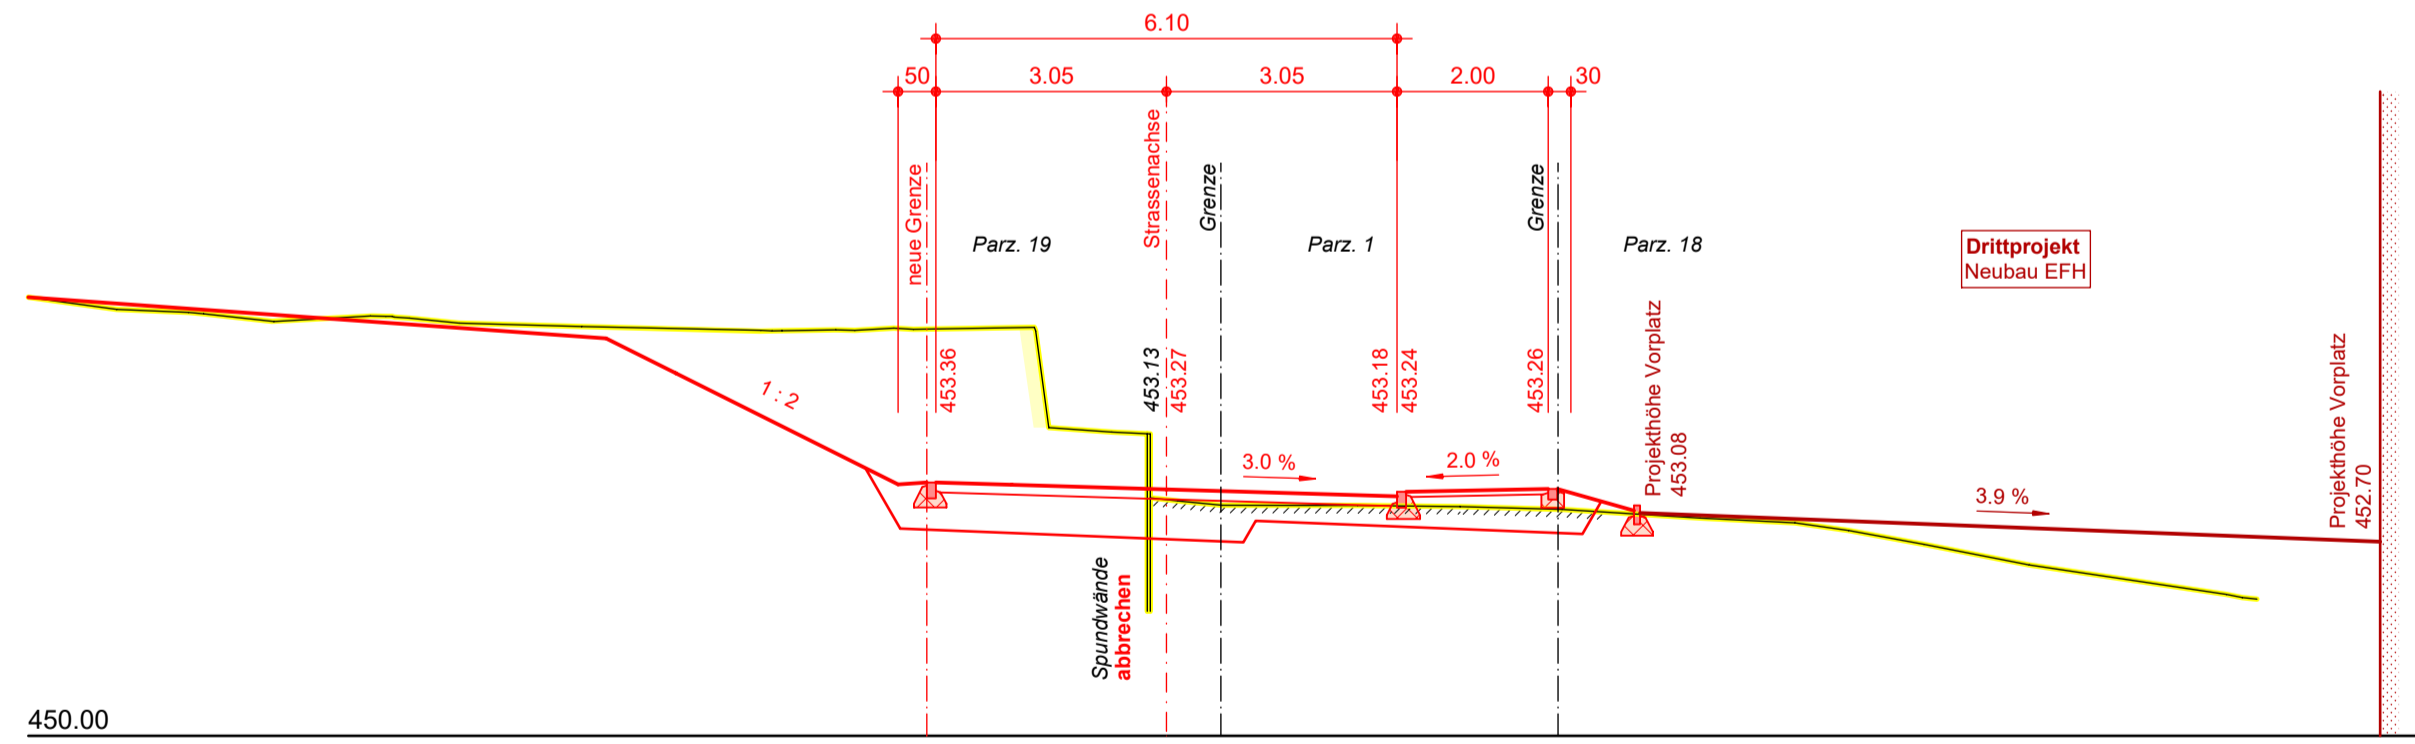 6.10
50
3.05
3.05
2.00
30
neue Grenze
Strassenachse
Grenze
Grenze
Parz. 19
Parz. 1
Parz. 18
Drittprojekt
Neubau EFH
453.36
453.13
453.27
453.18
453.24
453.26
Projekthöhe Vorplatz
453.08
Projekthöhe Vorplatz
452.70
1 : 2
3.0 %
2.0 %
3.9 %
Spundwände
abbrechen
450.00